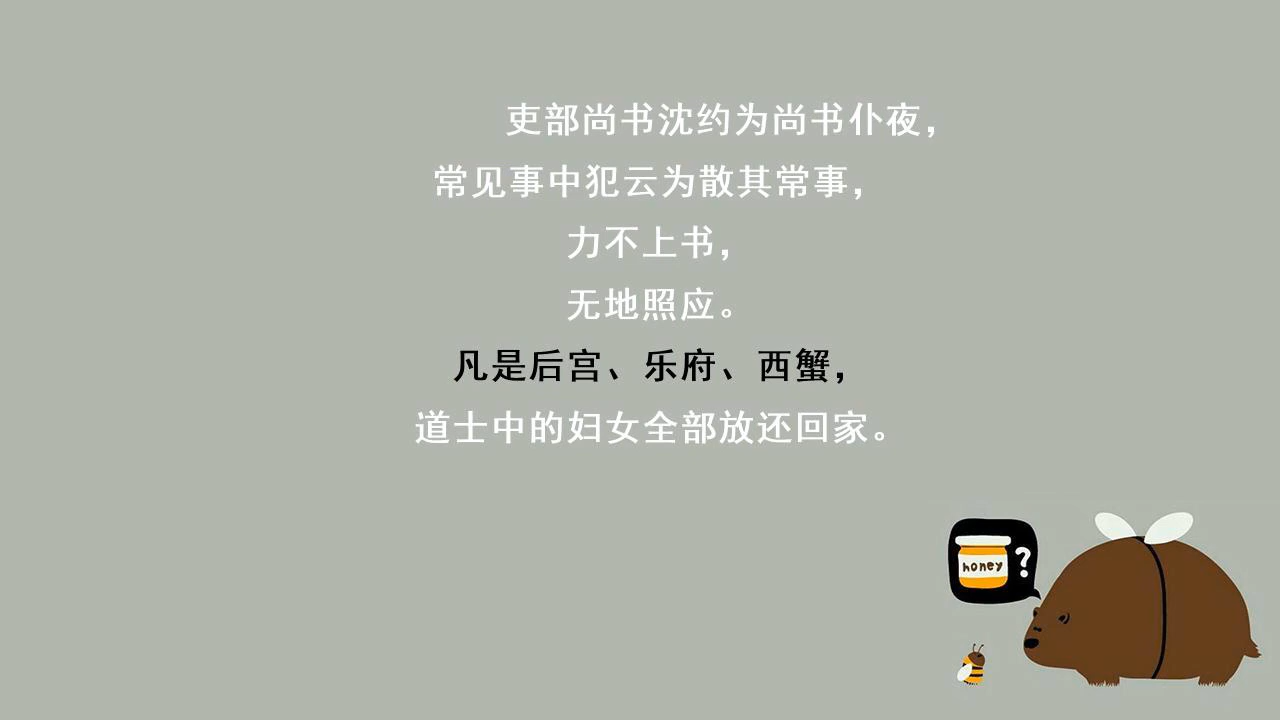 吏部尚书沈约为尚书仆夜，
常见事中犯云为散其常事，
力不上书，
无地照应。
凡是后宫、乐府、西蟹，
道士中的妇女全部放还回家。
honey
?